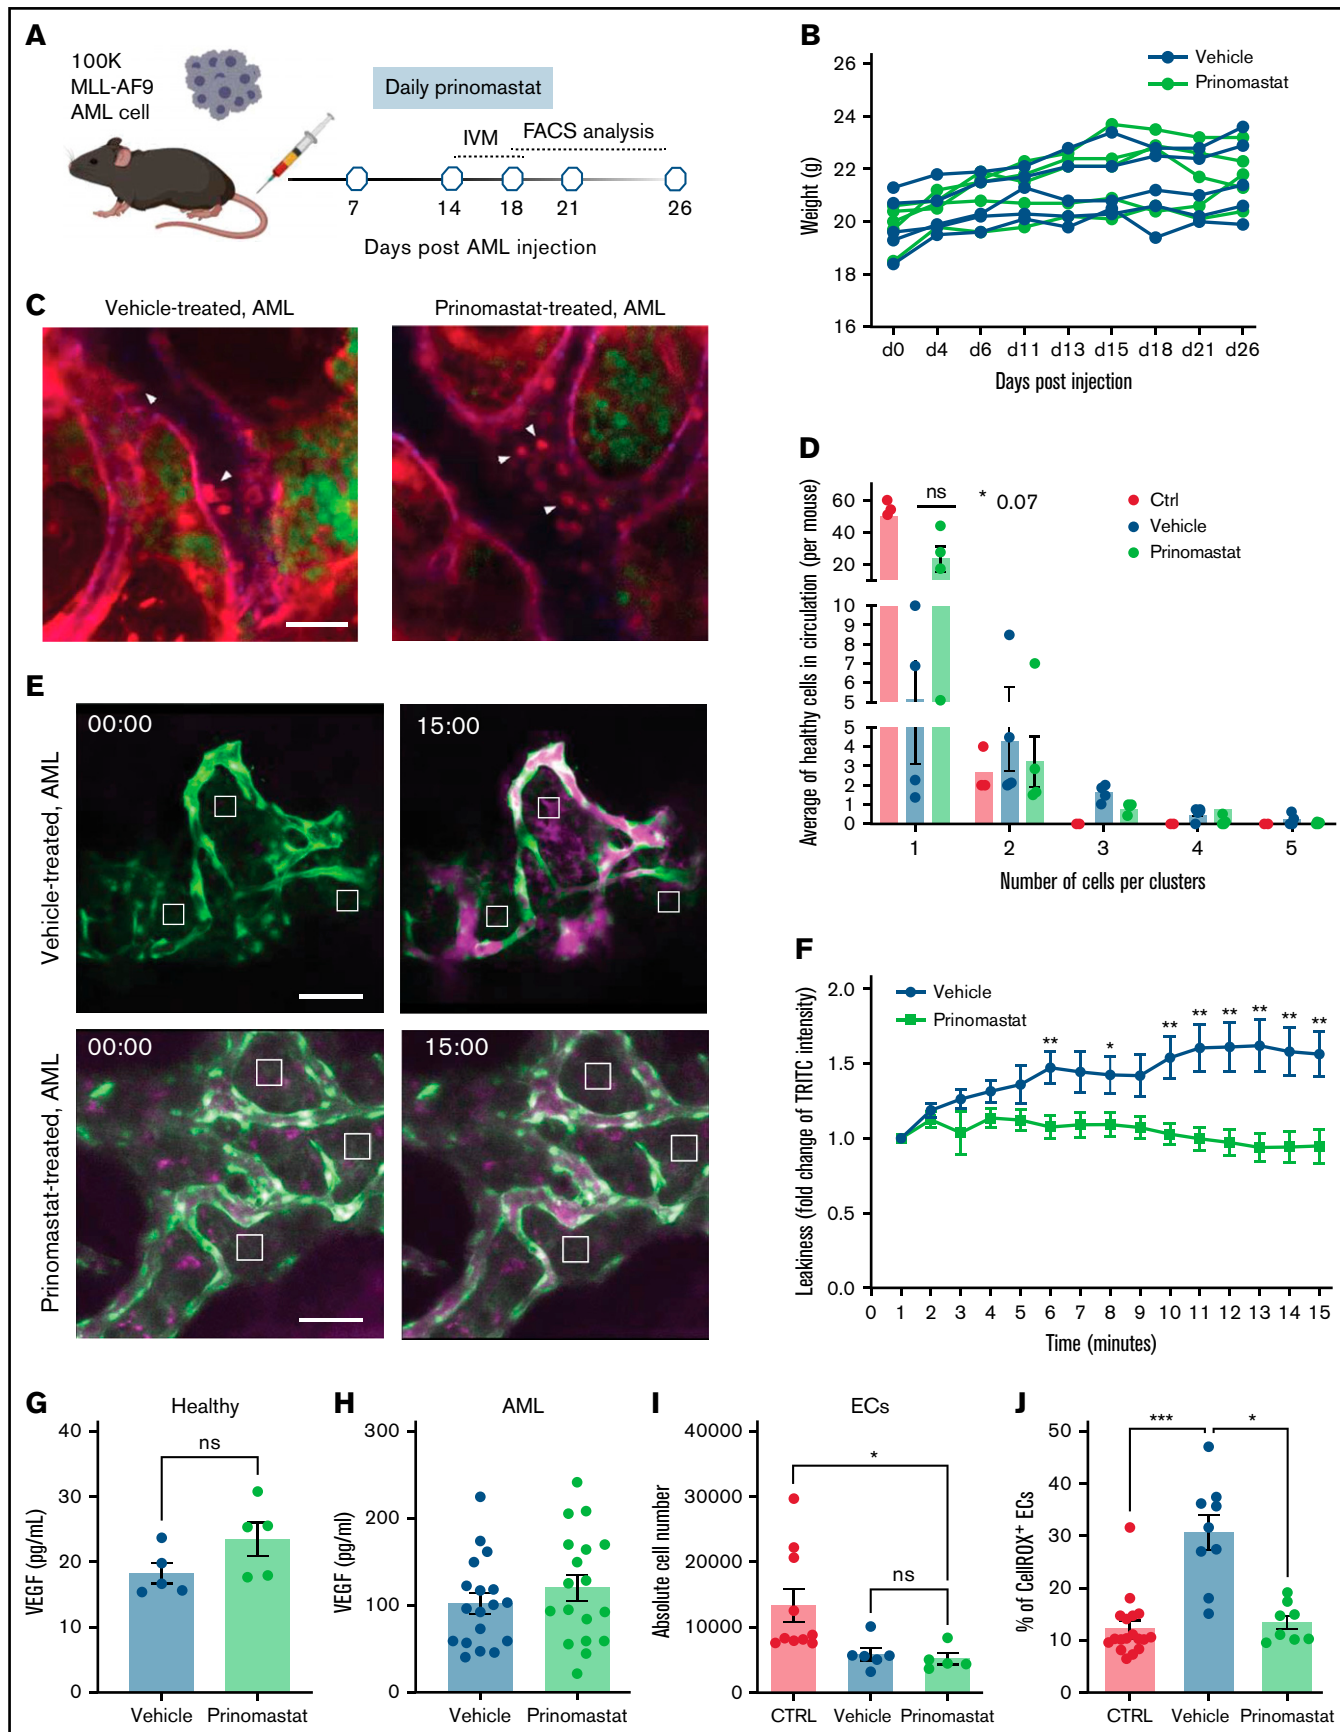 A
100K
MLL-AF9
AML cell
Daily prinomastat
IVM
FACS analysis
7 14 18 21 26
Days post AML injection
B
Vehicle
Prinomastat
26
24
22
20
18
16
Weight (g)
d0 d4 d6 d11 d13 d15 d18 d21 d26
Days post injection
C
Vehicle-treated, AML
Prinomastat-treated, AML
D
ns
* 0.07
Ctrl
Vehicle
Prinomastat
60
40
20
10
8
7
6
5
5
4
3
2
1
0
Average of healthy cells in circulation (per mouse)
1 2 3 4 5
Number of cells per clusters
E
Vehicle-treated, AML
00:00
15:00
Prinomastat-treated, AML
00:00
15:00
F
Vehicle
Prinomastat
2.0
1.5
1.0
0.5
0.0
Leakiness (fold change of TRITC intensity)
** * ** ** ** ** ** **
0 1 2 3 4 5 6 7 8 9 10 11 12 13 14 15
Time (minutes)
G
Healthy
ns
40
30
20
10
0
VEGF (pg/mL)
Vehicle Prinomastat
H
AML
300
200
100
0
VEGF (pg/ml)
Vehicle Prinomastat
I
ECs
*
ns
40000
30000
20000
10000
0
Absolute cell number
CTRL Vehicle Prinomastat
J
*** *
50
40
30
20
10
0
% of CellROX+ ECs
CTRL Vehicle Prinomastat